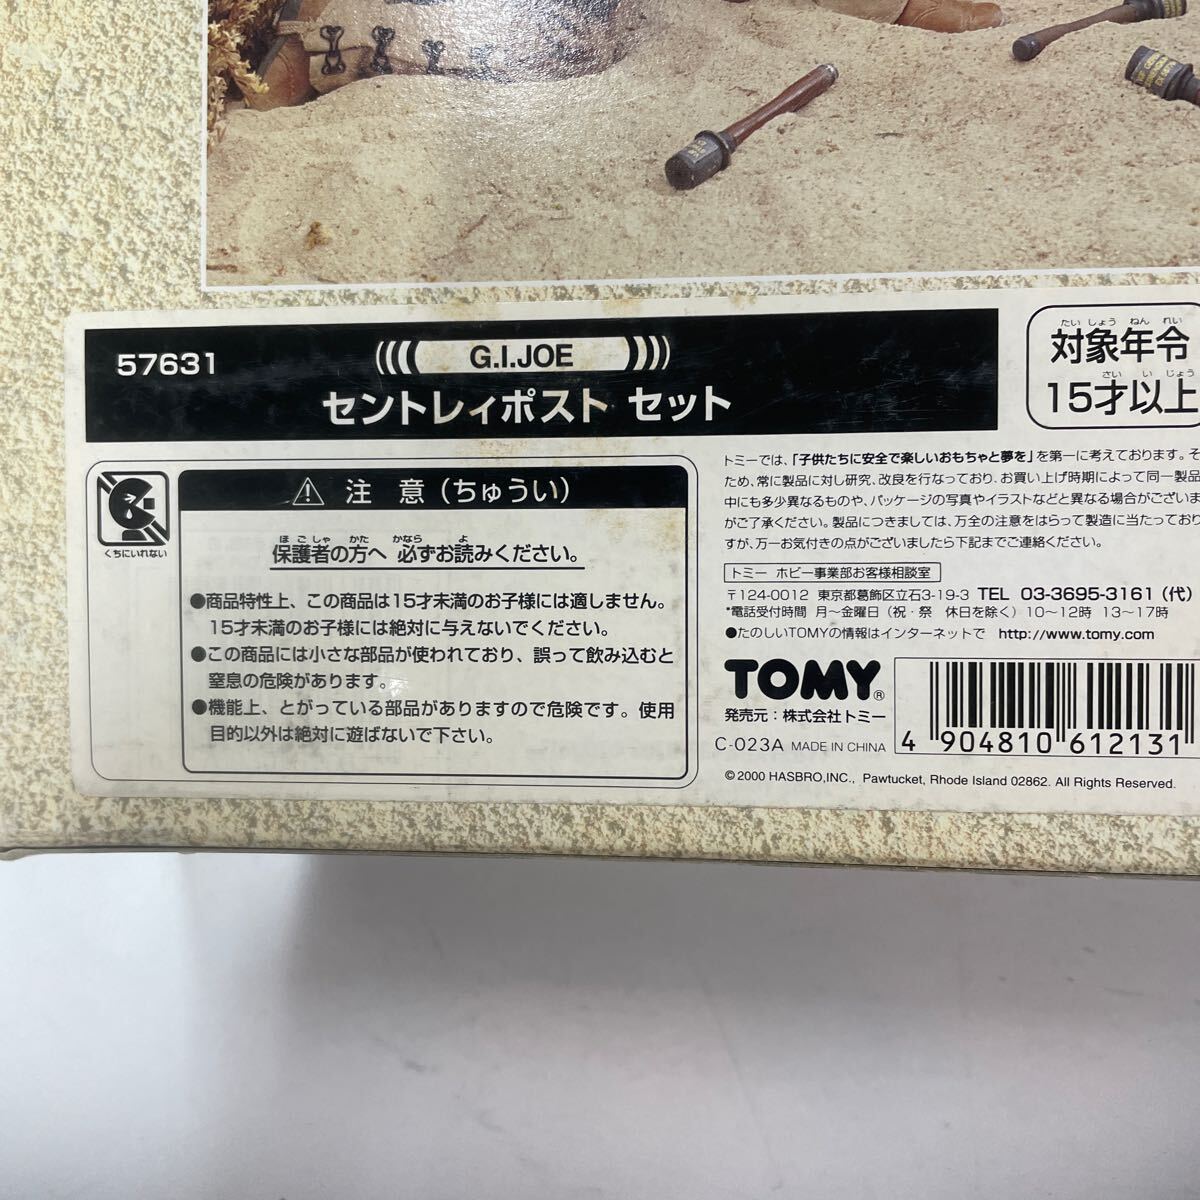 57631
G.I.JOE
セントレィポスト セット
たいしょう ねん れい
対象年令
さい い じょう
15才以上
くちにいれない
注 意 (ちゅうい)
ほ ご しゃ かた かなら よ
保護者の方へ 必ずお読みください。
●商品特性上、この商品は15才未満のお子様には適しません。
15才未満のお子様には絶対に与えないでください。
●この商品には小さな部品が使われており、誤って飲み込むと
窒息の危険があります。
●機能上、とがっている部品がありますので危険です。使用
目的以外は絶対に遊ばないで下さい。
トミーでは、「子供たちに安全で楽しいおもちゃと夢を」を第一に考えております。そ
ため、常に製品に対し研究、改良を行なっており、お買い上げ時期によって同一製品
中にも多少異なるものや、パッケージの写真やイラストなどと異なる場合がございま
がご了承ください。製品につきましては、万全の注意をはらって製造に当たっており
すが、万一お気付きの点がございましたら下記までご連絡ください。
トミー ホビー事業部お客様相談室
〒124-0012 東京都葛飾区立石3-19-3 TEL 03-3695-3161 (代)
*電話受付時間 月～金曜日 (祝・祭 休日を除く) 10～12時 13～17時
●たのしいTOMYの情報はインターネットで http://www.tomy.com
TOMY®
発売元：株式会社トミー
C-023A MADE IN CHINA
4 904810 612131
©2000 HASBRO,INC., Pawtucket, Rhode Island 02862. All Rights Reserved.